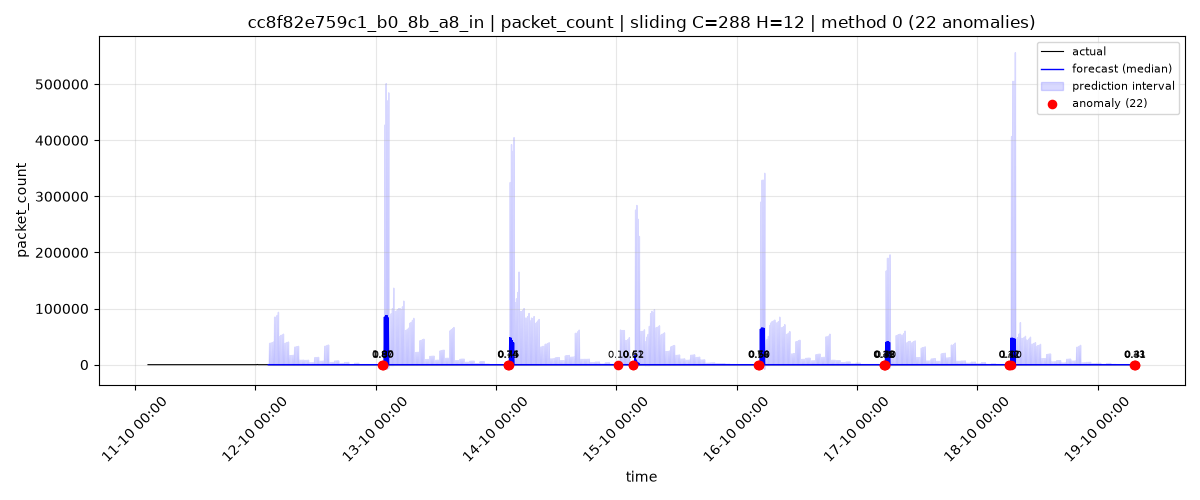 cc8f82e759c1_b0_8b_a8_in | packet_count | sliding C=288 H=12 | method 0 (22 anomalies)
actual
forecast (median)
prediction interval
anomaly (22)
packet_count
500000
400000
300000
200000
100000
0
11-10 00:00
12-10 00:00
13-10 00:00
14-10 00:00
15-10 00:00
16-10 00:00
17-10 00:00
18-10 00:00
19-10 00:00
time